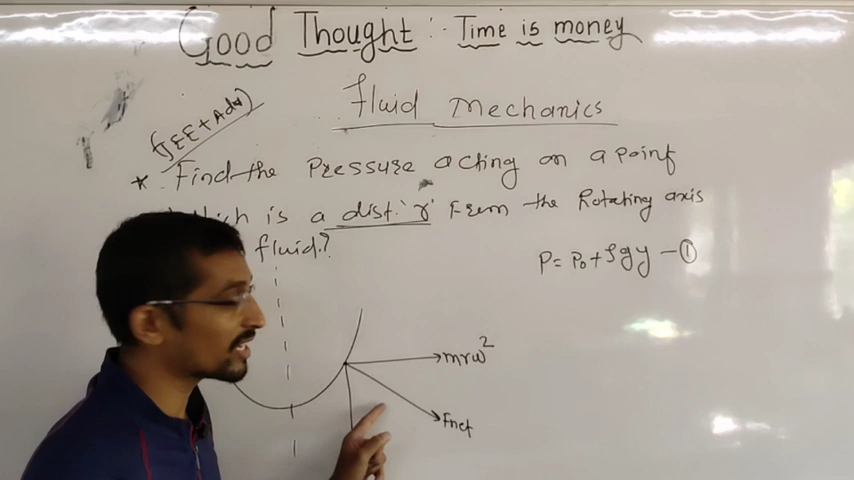 Good Thought :- Time is money
Fluid Mechanics
(JEE + Adv)
* Find the Pressure acting on a point
which is a dist. 'r' From the Rotating axis
fluid?
P = P₀ + ρgy - ①
mrω²
Fnet